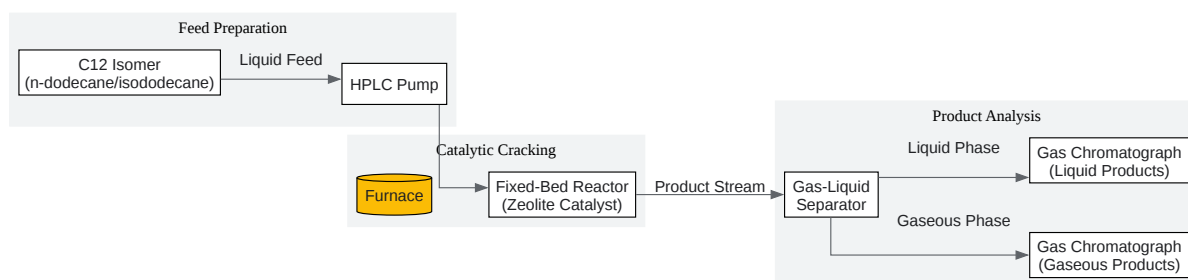 Feed Preparation
C12 Isomer
(n-dodecane/isododecane)
Liquid Feed
HPLC Pump
Catalytic Cracking
Furnace
Fixed-Bed Reactor
(Zeolite Catalyst)
Product Stream
Product Analysis
Gas-Liquid
Separator
Liquid Phase
Gas Chromatograph
(Liquid Products)
Gaseous Phase
Gas Chromatograph
(Gaseous Products)